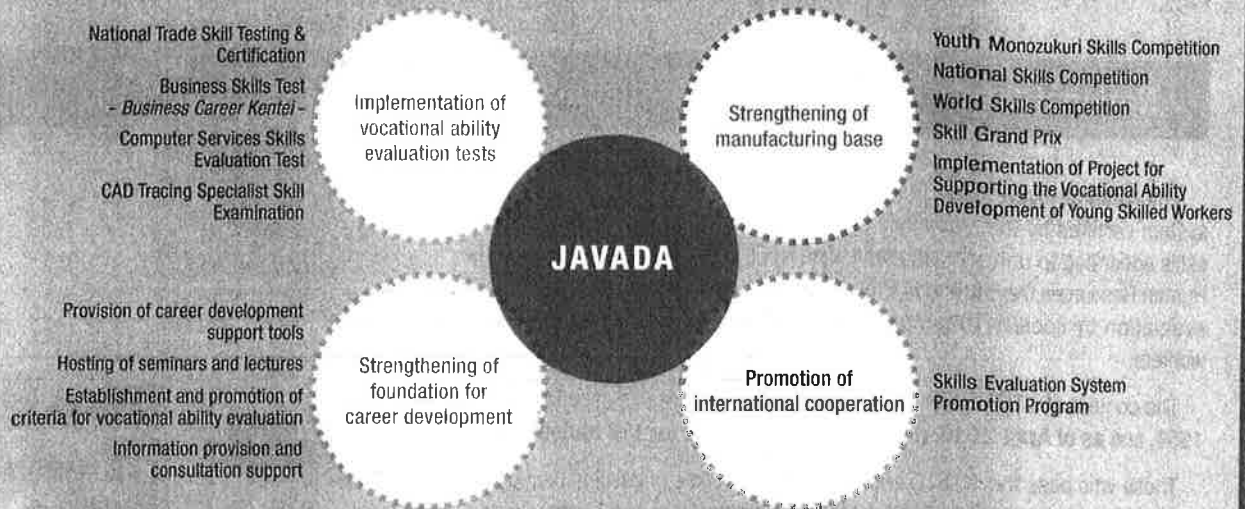 National Trade Skill Testing &
Certification
Business Skills Test
- Business Career Kentei -
Computer Services Skills
Evaluation Test
CAD Tracing Specialist Skill
Examination
Implementation of
vocational ability
evaluation tests
Strengthening of
manufacturing base
Youth Monozukuri Skills Competition
National Skills Competition
World Skills Competition
Skill Grand Prix
Implementation of Project for
Supporting the Vocational Ability
Development of Young Skilled Workers
JAVADA
Provision of career development
support tools
Hosting of seminars and lectures
Establishment and promotion of
criteria for vocational ability evaluation
Information provision and
consultation support
Strengthening of
foundation for
career development
Promotion of
international cooperation
Skills Evaluation System
Promotion Program